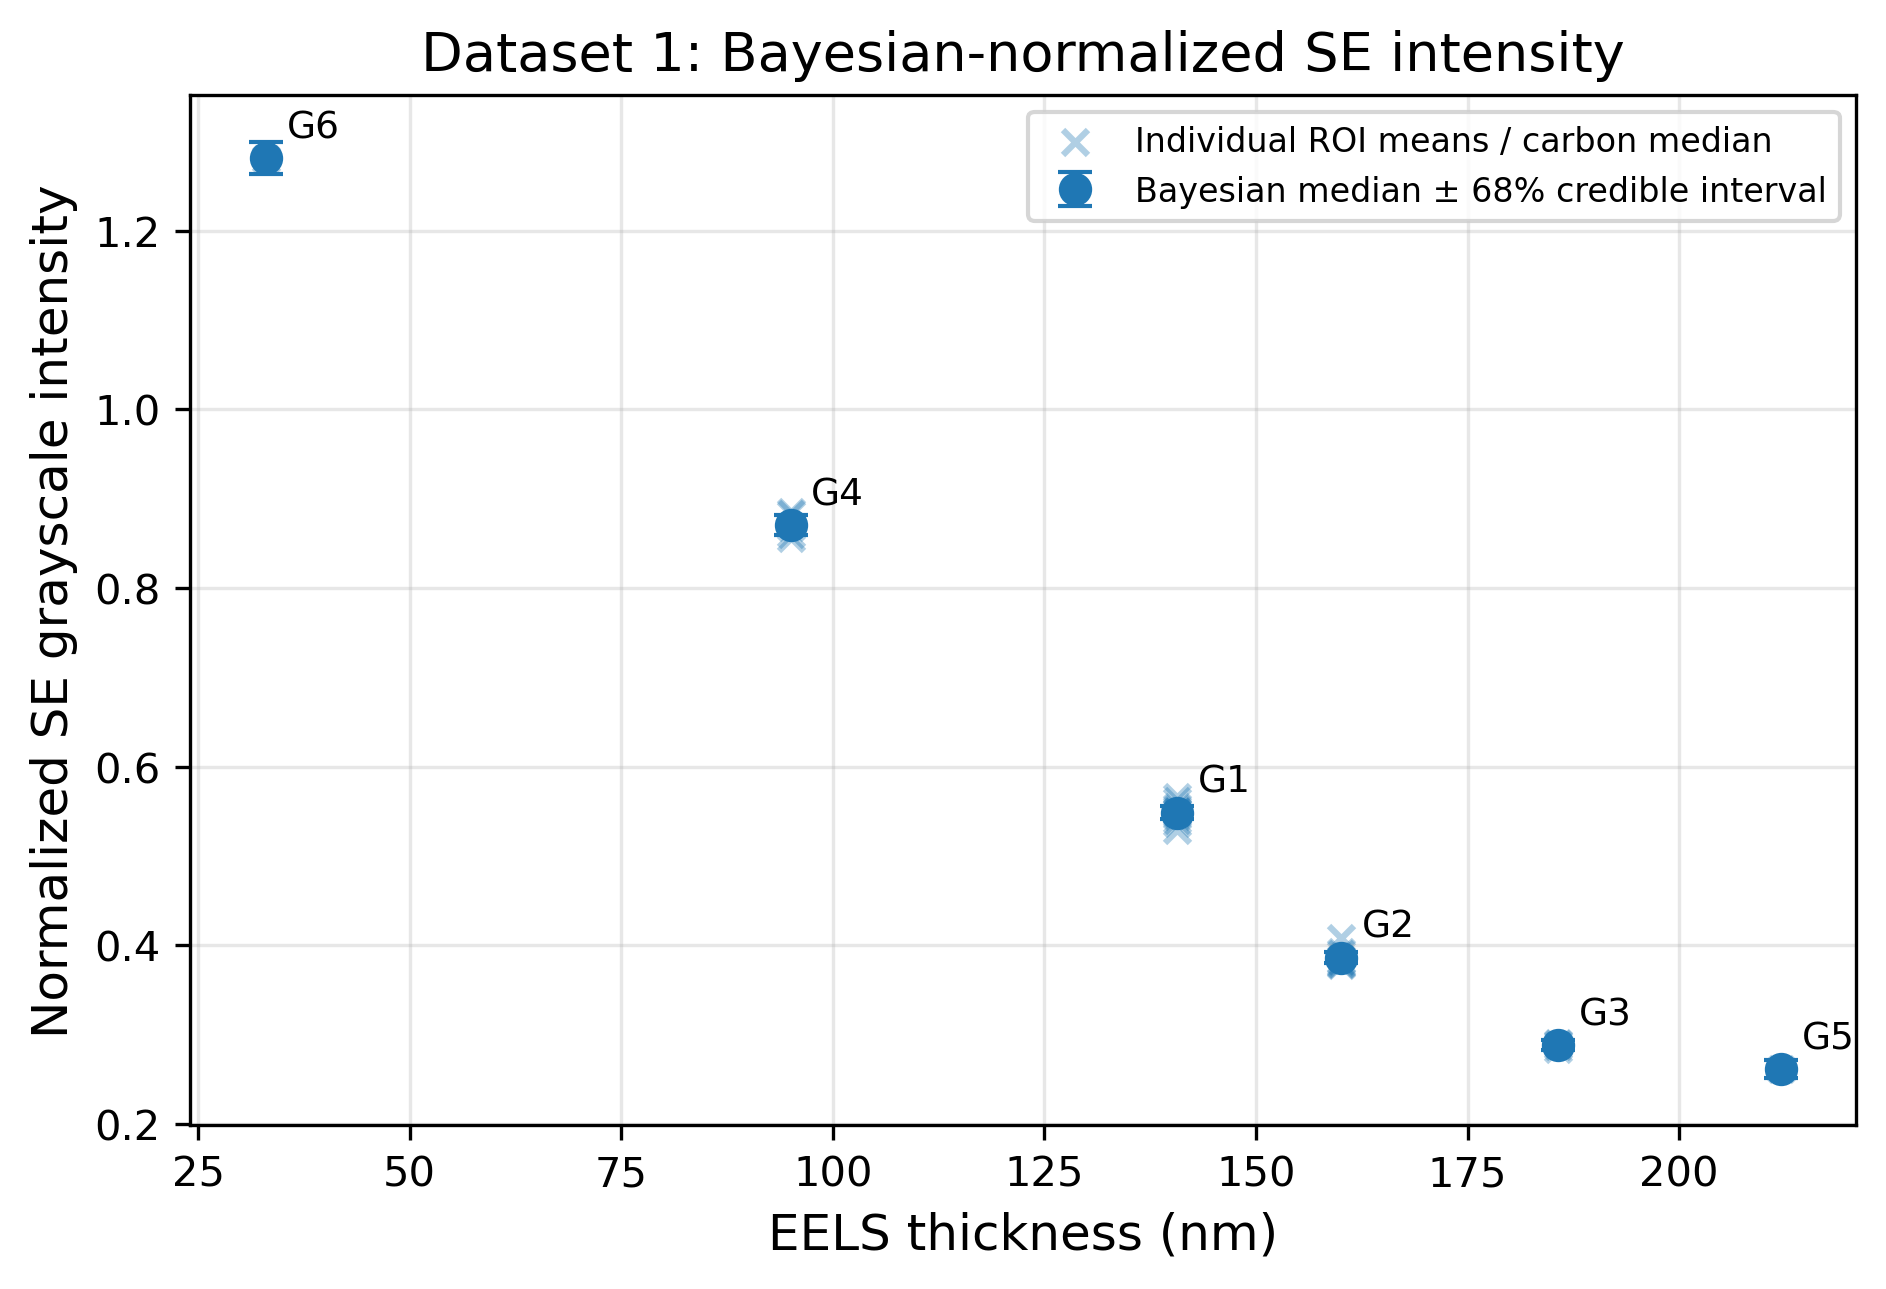 Dataset 1: Bayesian-normalized SE intensity
Individual ROI means / carbon median
Bayesian median ± 68% credible interval
G6
G4
G1
G2
G3
G5
Normalized SE grayscale intensity
1.2
1.0
0.8
0.6
0.4
0.2
25 50 75 100 125 150 175 200
EELS thickness (nm)